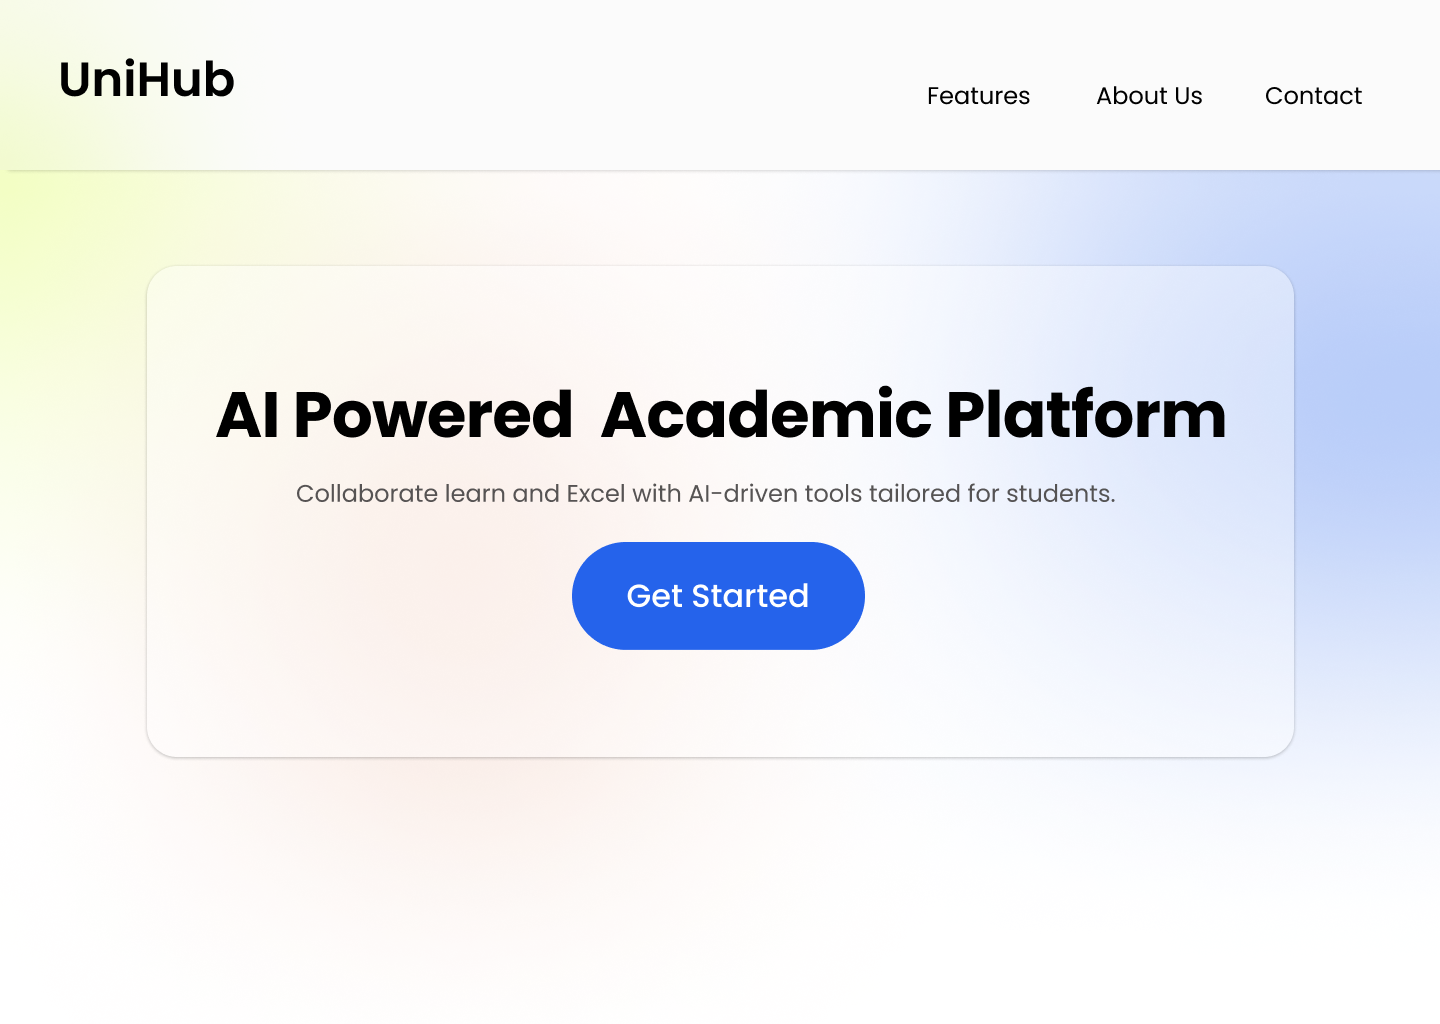 UniHub
Features About Us Contact
AI Powered  Academic Platform
Collaborate learn and Excel with AI-driven tools tailored for students.
Get Started